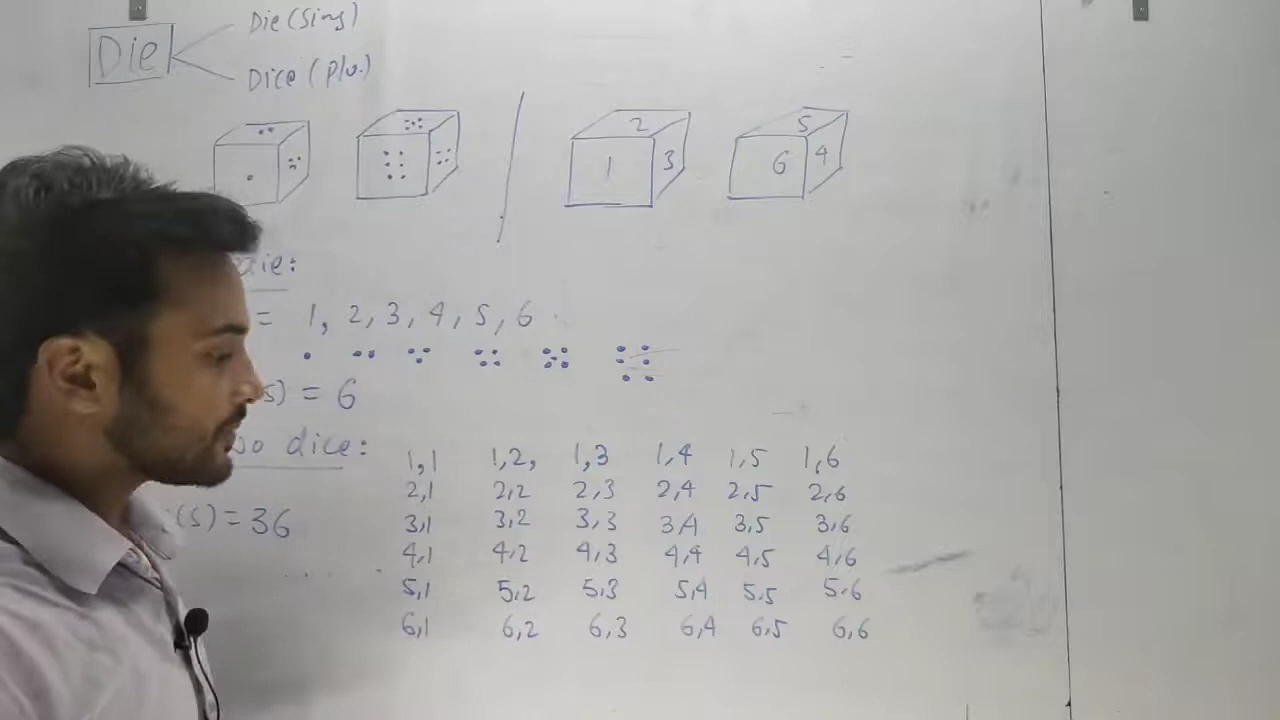 Die
Die (Sing)
Dice (plu.)
2
1
3
5
6
4
die:
= 1, 2, 3, 4, 5, 6
(s) = 6
dice:
(s) = 36
1,1 1,2, 1,3 1,4 1,5 1,6
2,1 2,2 2,3 2,4 2,5 2,6
3,1 3,2 3,3 3,4 3,5 3,6
4,1 4,2 4,3 4,4 4,5 4,6
5,1 5,2 5,3 5,4 5,5 5,6
6,1 6,2 6,3 6,4 6,5 6,6